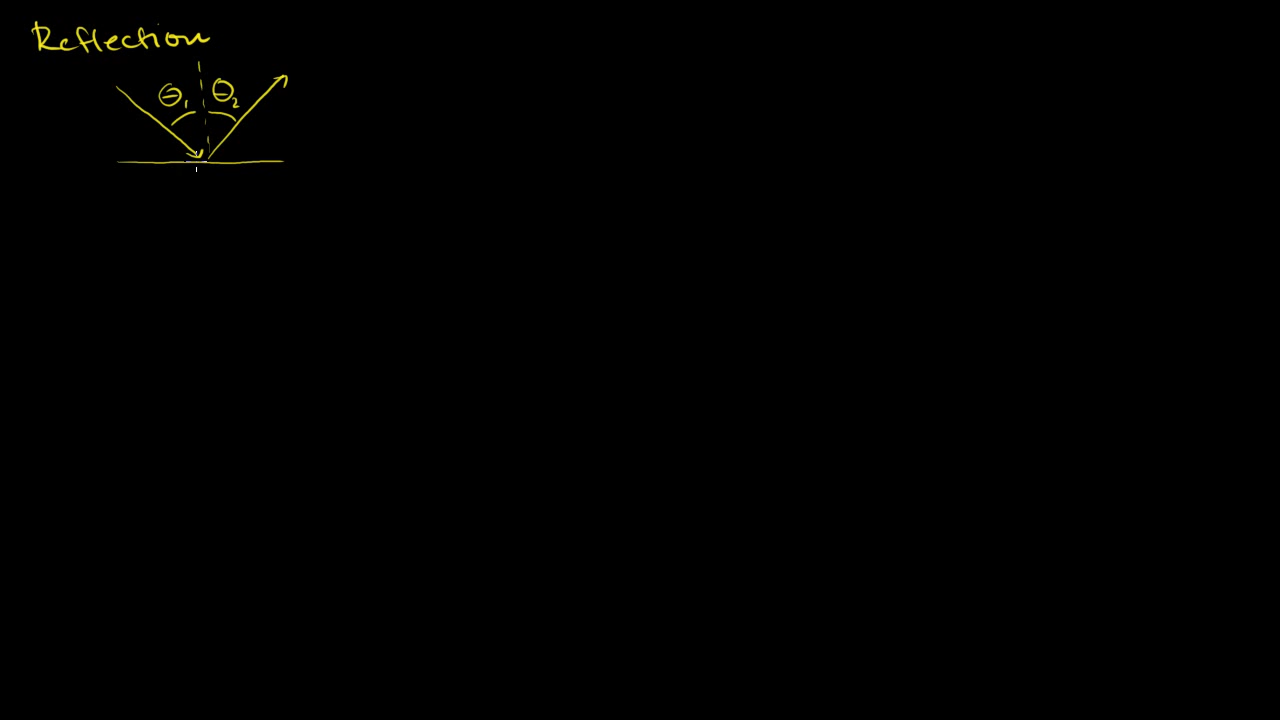 Reflection
θ₁ θ₂